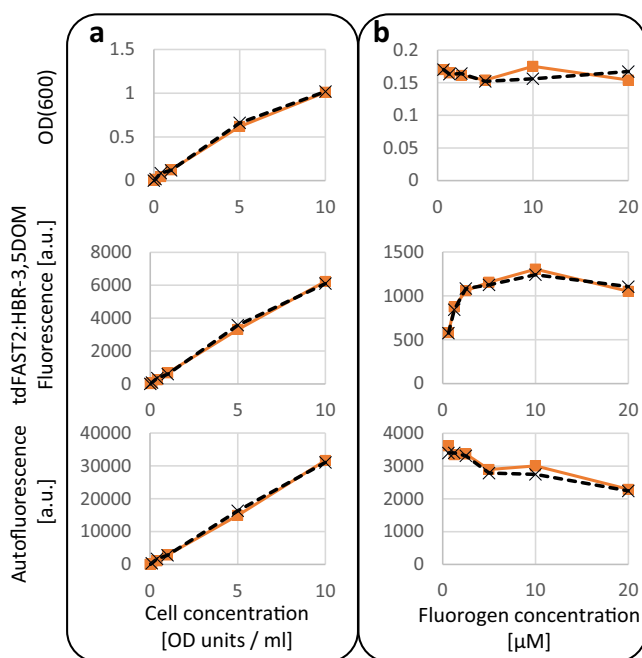 a
b
OD(600)
1.5
1
0.5
0
0 5 10
0.2
0.15
0.1
0.05
0
0 10 20
tdFAST2:HBR-3,5DOM
Fluorescence [a.u.]
8000
6000
4000
2000
0
0 5 10
1500
1000
500
0
0 10 20
Autofluorescence
[a.u.]
40000
30000
20000
10000
0
0 5 10
4000
3000
2000
1000
0
0 10 20
Cell concentration
[OD units / ml]
Fluorogen concentration
[µM]